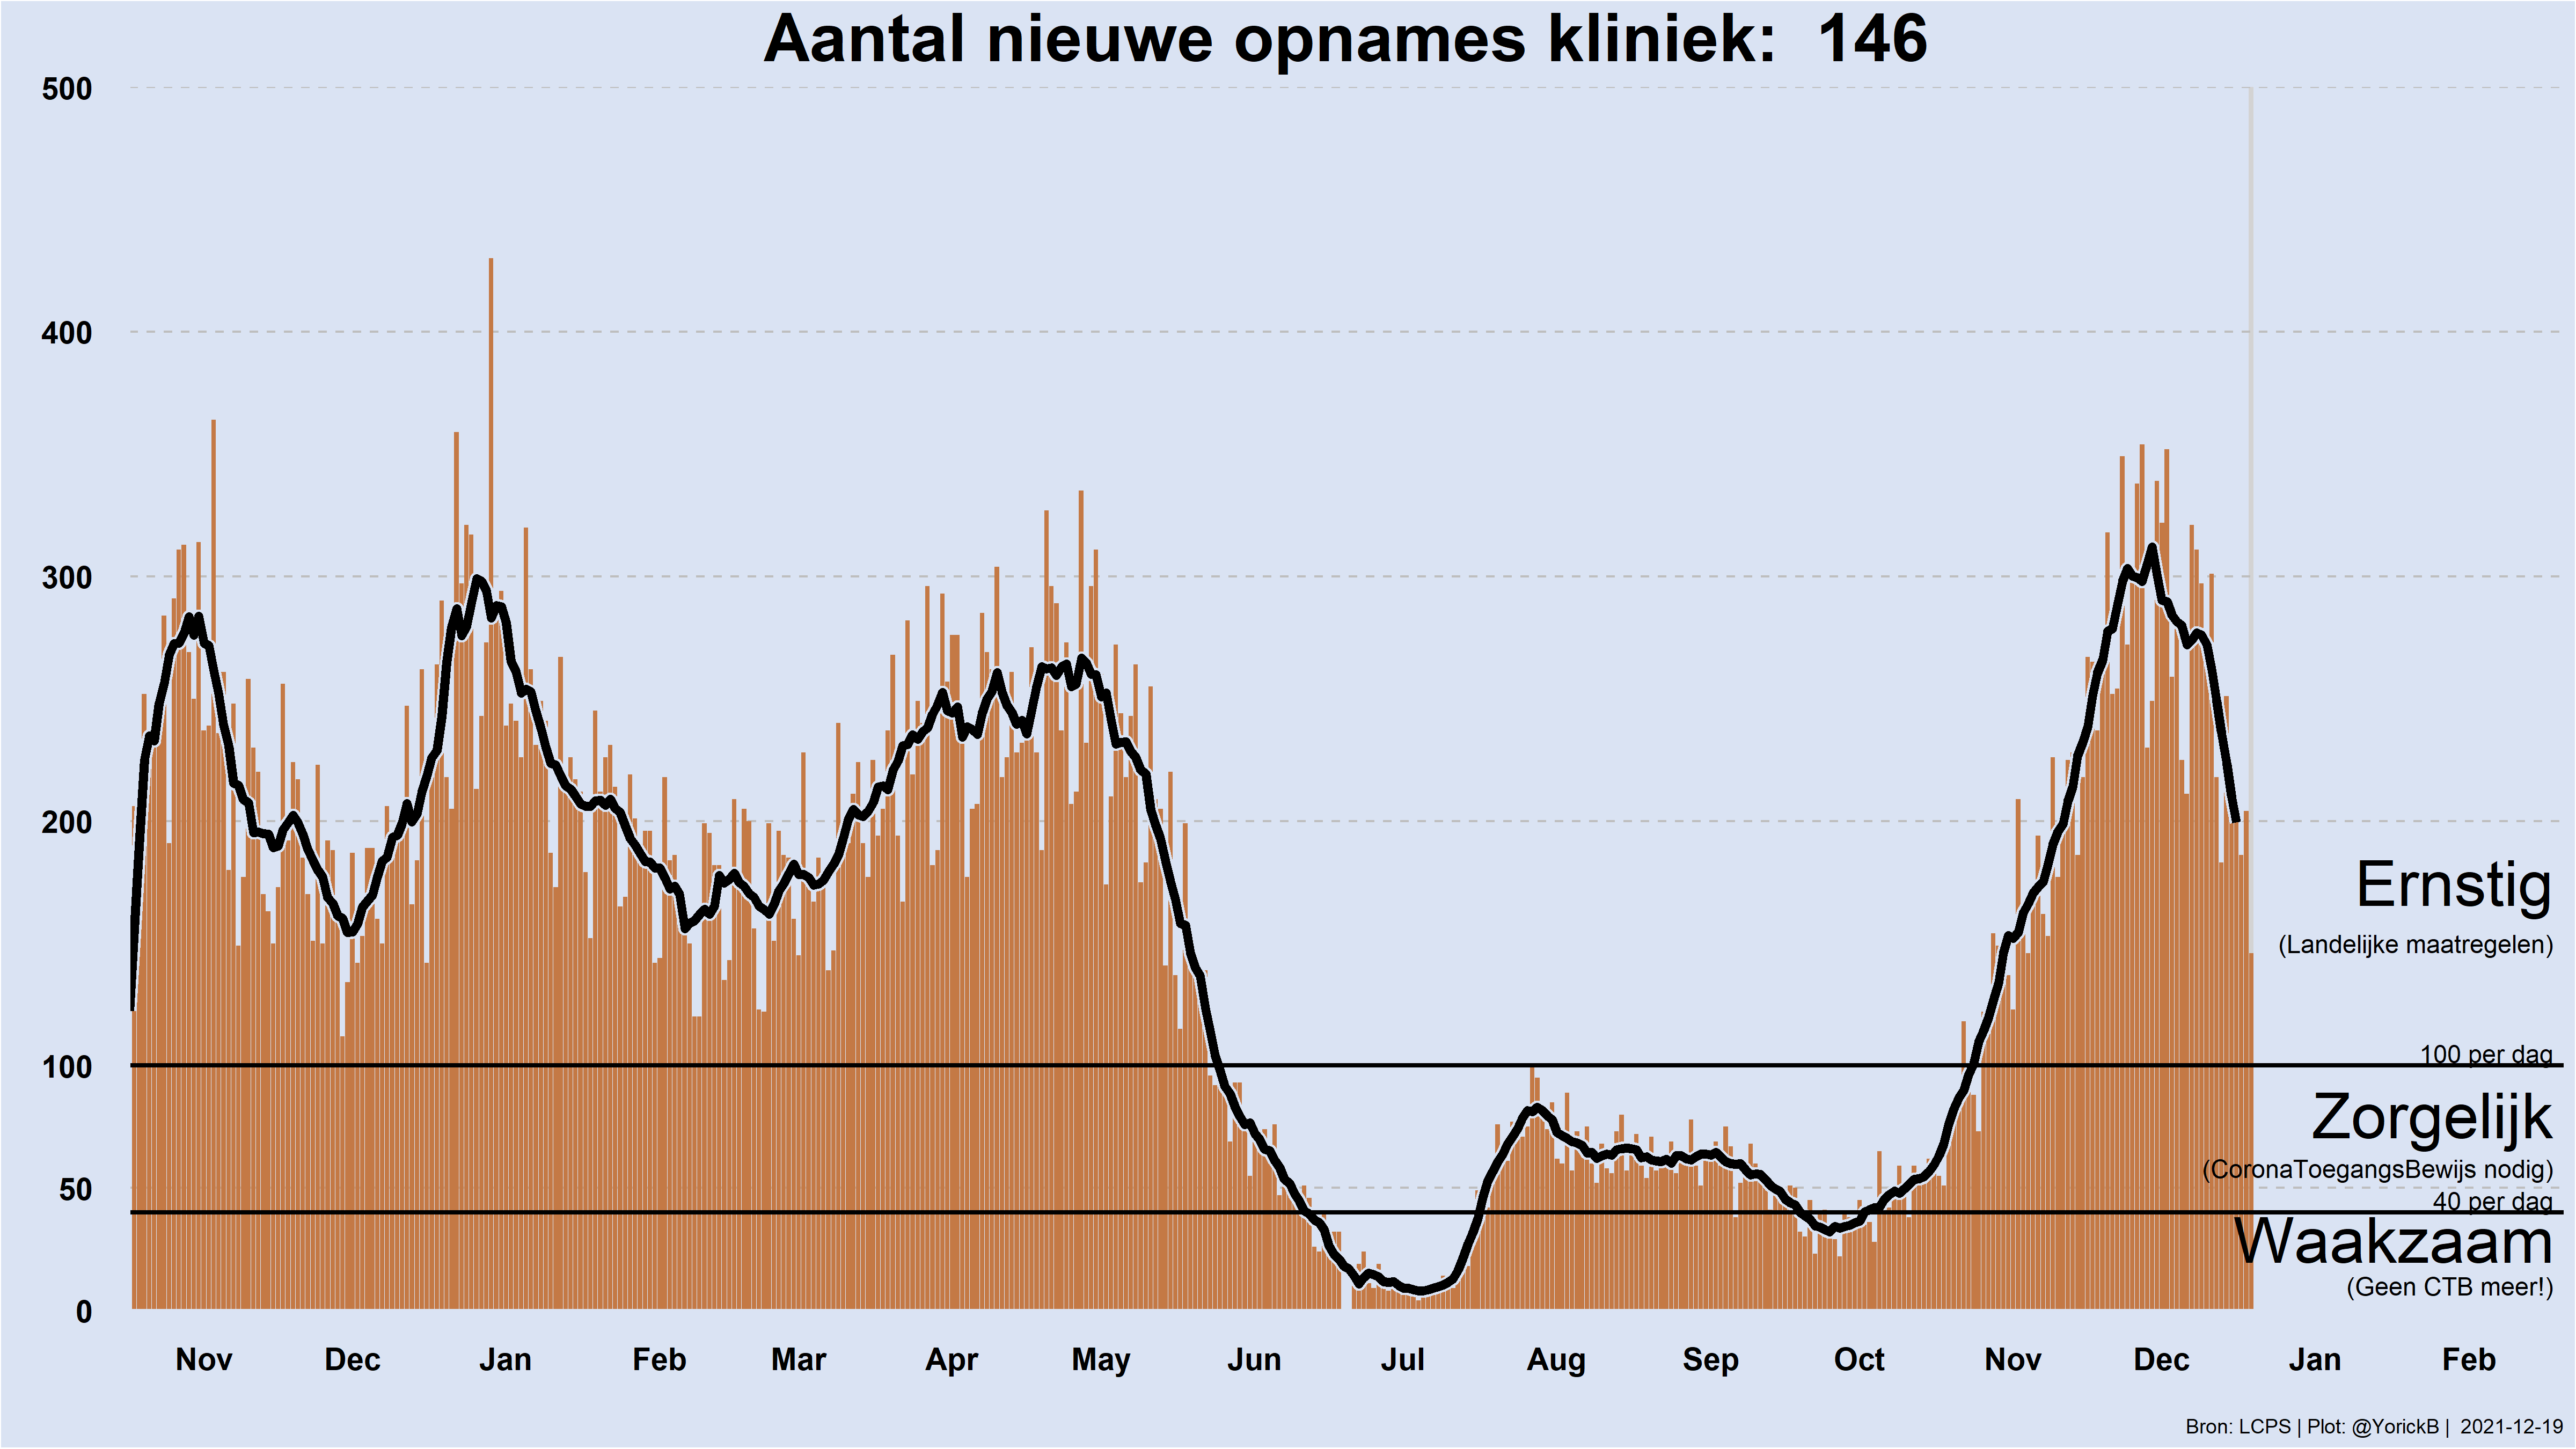 Aantal nieuwe opnames kliniek: 146
500
400
300
200
100
50
0
Ernstig
(Landelijke maatregelen)
100 per dag
Zorgelijk
(CoronaToegangsBewijs nodig)
40 per dag
Waakzaam
(Geen CTB meer!)
Nov Dec Jan Feb Mar Apr May Jun Jul Aug Sep Oct Nov Dec Jan Feb
Bron: LCPS | Plot: @YorickB | 2021-12-19